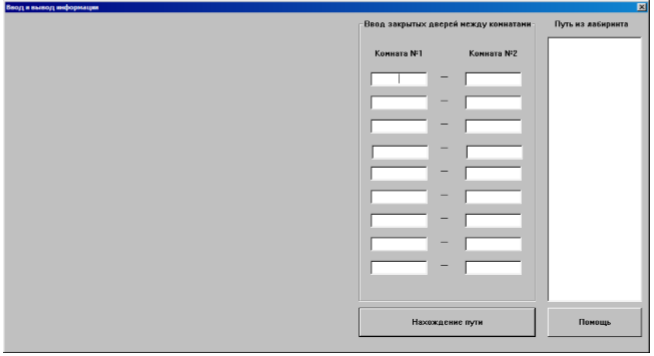 Ввод и вывод информации
Ввод закрытых дверей между комнатами
Путь из лабиринта
Комната №1 Комната №2
—
—
—
—
—
—
—
—
—
Нахождение пути
Помощь